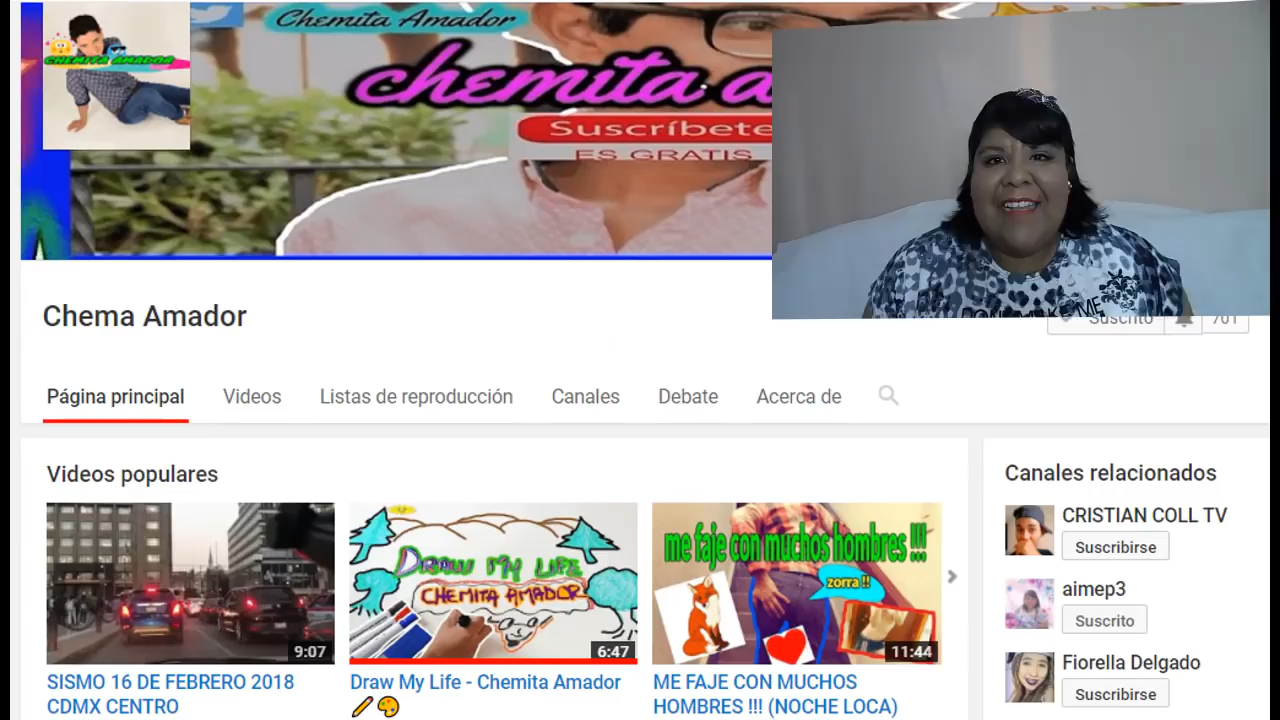 Chemita Amador
CHEMITA AMADOR
chemita a
Suscríbete
ES GRATIS
Chema Amador
Suscrito
701
Página principal
Videos
Listas de reproducción
Canales
Debate
Acerca de
Videos populares
9:07
SISMO 16 DE FEBRERO 2018
CDMX CENTRO
DRAW MY LIFE
CHEMITA AMADOR
6:47
Draw My Life - Chemita Amador
me faje con muchos hombres !!!
zorra !!
11:44
ME FAJE CON MUCHOS
HOMBRES !!! (NOCHE LOCA)
Canales relacionados
CRISTIAN COLL TV
Suscribirse
aimep3
Suscrito
Fiorella Delgado
Suscribirse